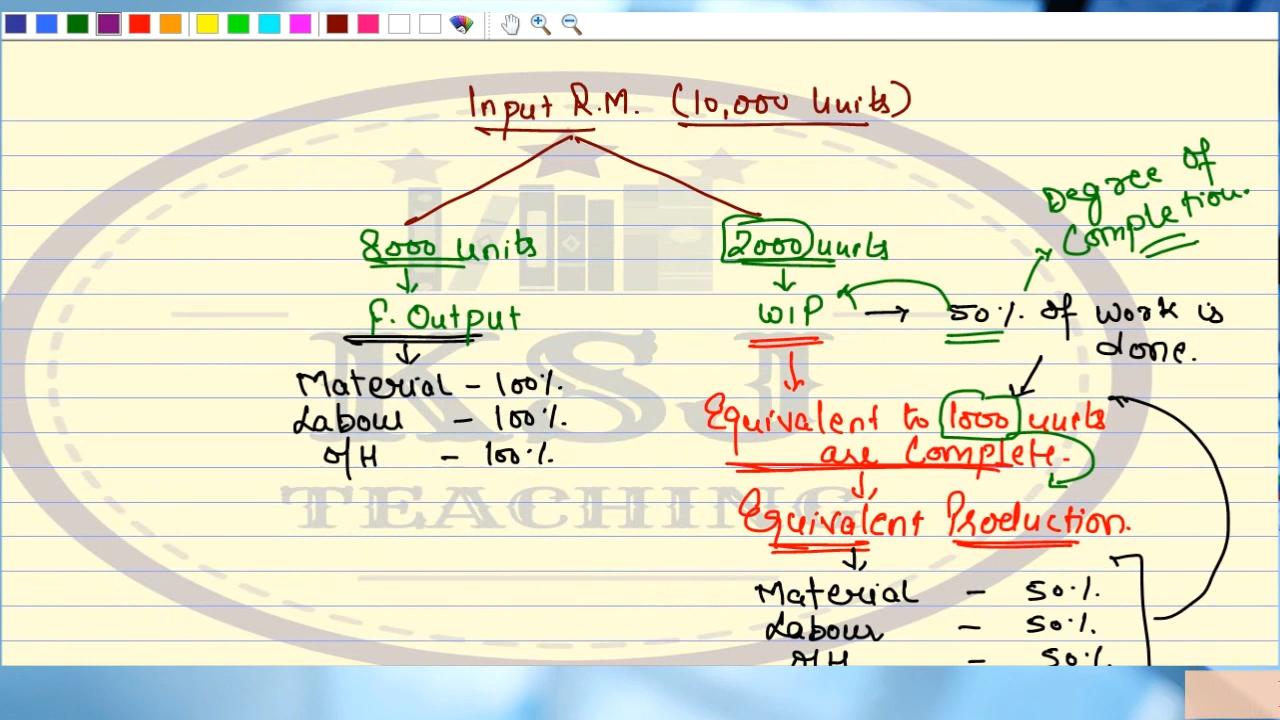 Input R.M. (10,000 units)
Degree of
Completion.
8000 units
2000 units
F. Output
WIP → 50% of work is
done.
Material - 100%.
Labour - 100%.
O/H - 100%.
Equivalent to 1000 units
are Complete.
Equivalent Production.
Material - 50%.
Labour - 50%.
O/H - 50%.
KSJ
TEACHING